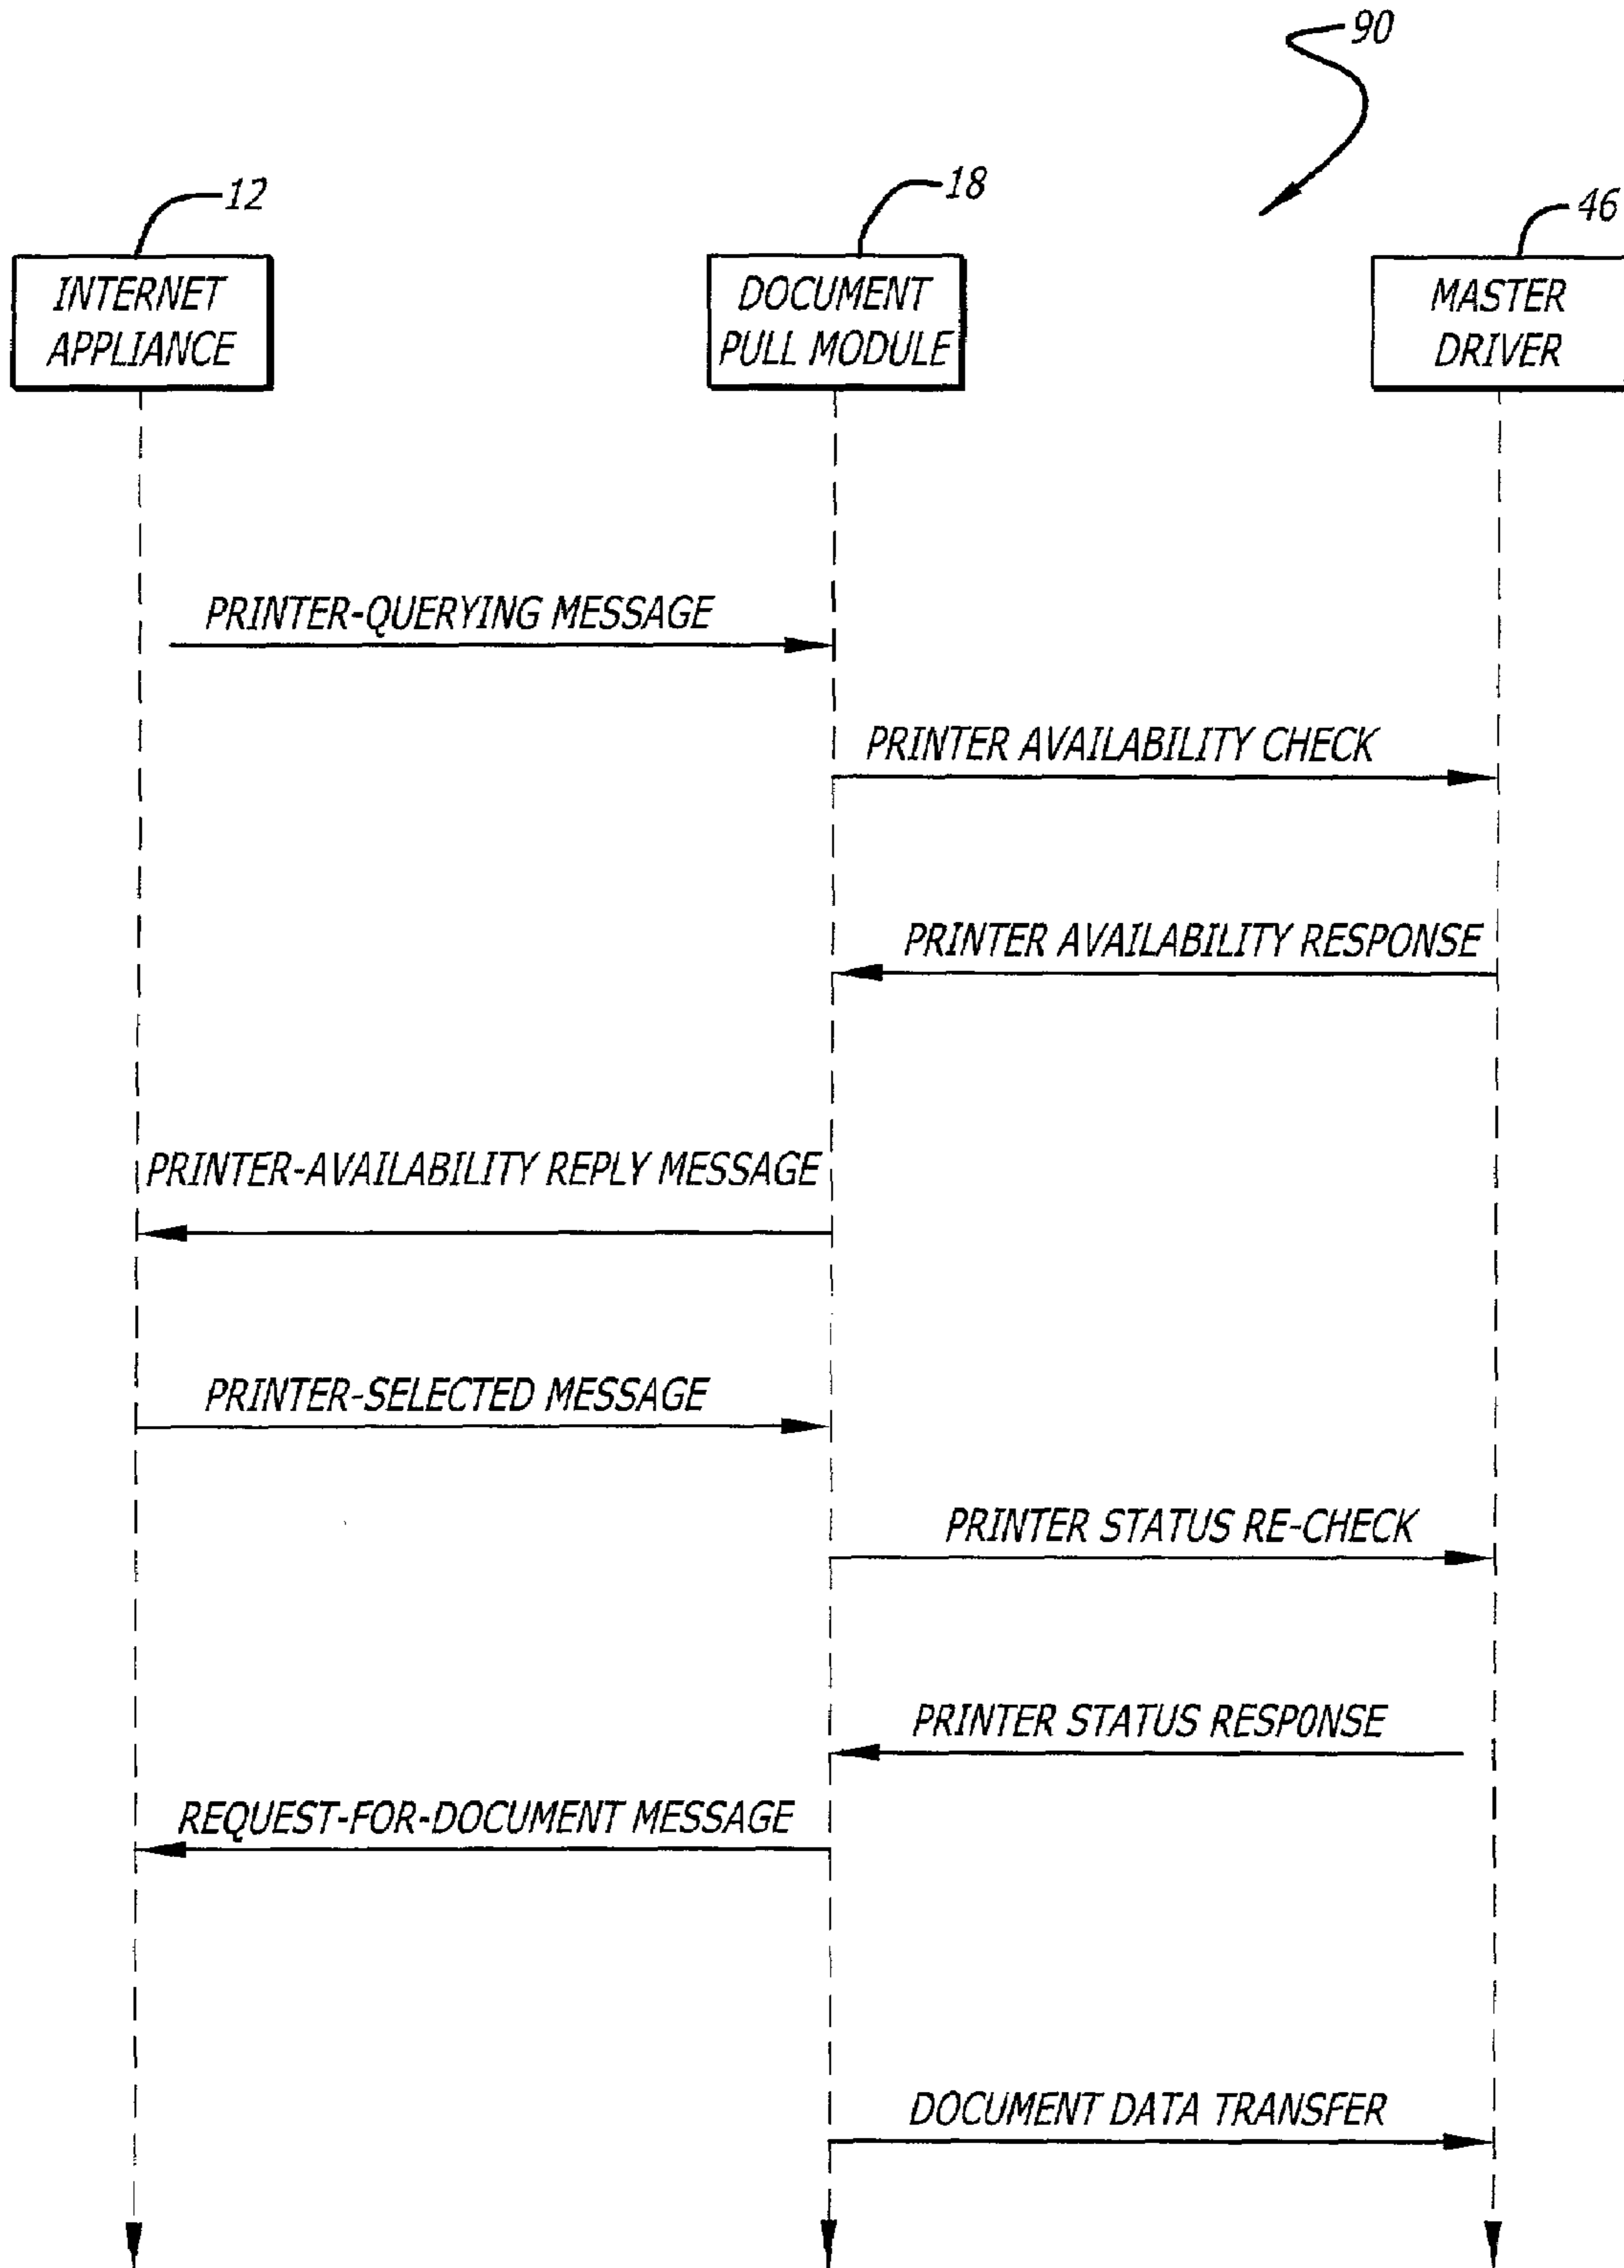 90
12
18
46
INTERNET
APPLIANCE
DOCUMENT
PULL MODULE
MASTER
DRIVER
PRINTER-QUERYING MESSAGE
PRINTER AVAILABILITY CHECK
PRINTER AVAILABILITY RESPONSE
PRINTER-AVAILABILITY REPLY MESSAGE
PRINTER-SELECTED MESSAGE
PRINTER STATUS RE-CHECK
PRINTER STATUS RESPONSE
REQUEST-FOR-DOCUMENT MESSAGE
DOCUMENT DATA TRANSFER